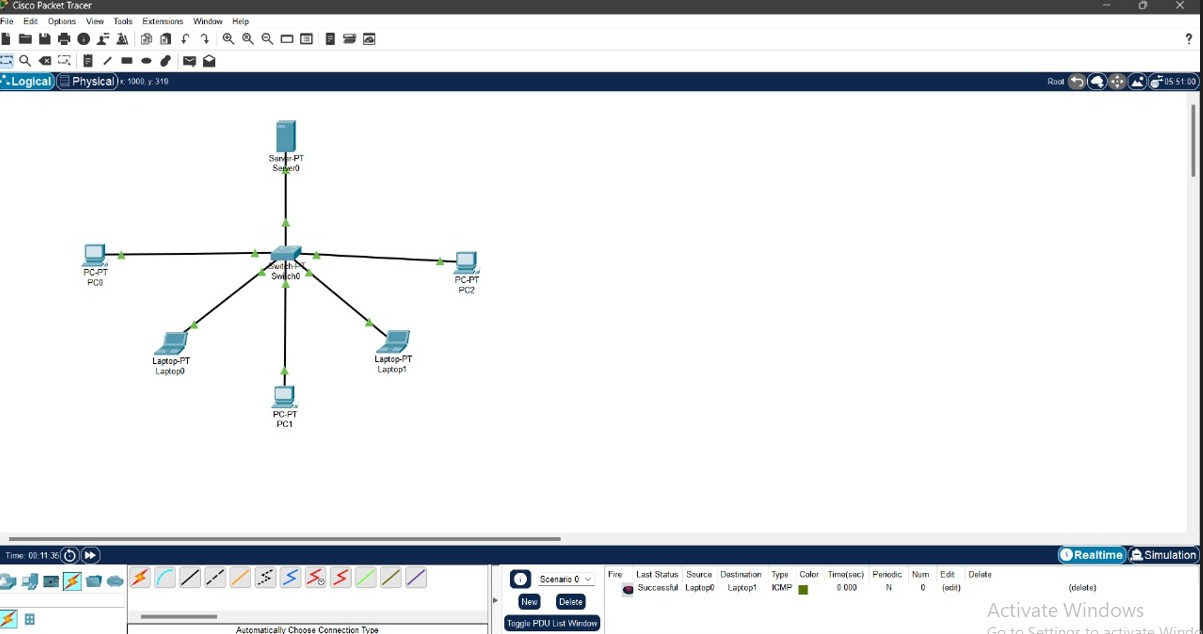 Cisco Packet Tracer
File Edit Options View Tools Extensions Window Help
?
Logical Physical x: 1000, y: 319 Root 05:51:00
Server-PT
Server0
PC-PT
PC0
Switch-PT
Switch0
PC-PT
PC2
Laptop-PT
Laptop0
Laptop-PT
Laptop1
PC-PT
PC1
Time: 00:11:36 Realtime Simulation
Scenario 0
New Delete
Toggle PDU List Window
Fire Last Status Source Destination Type Color Time(sec) Periodic Num Edit Delete
Successful Laptop0 Laptop1 ICMP 0.000 N 0 (edit) (delete)
Automatically Choose Connection Type
Activate Windows
Go to Settings to activate Windo